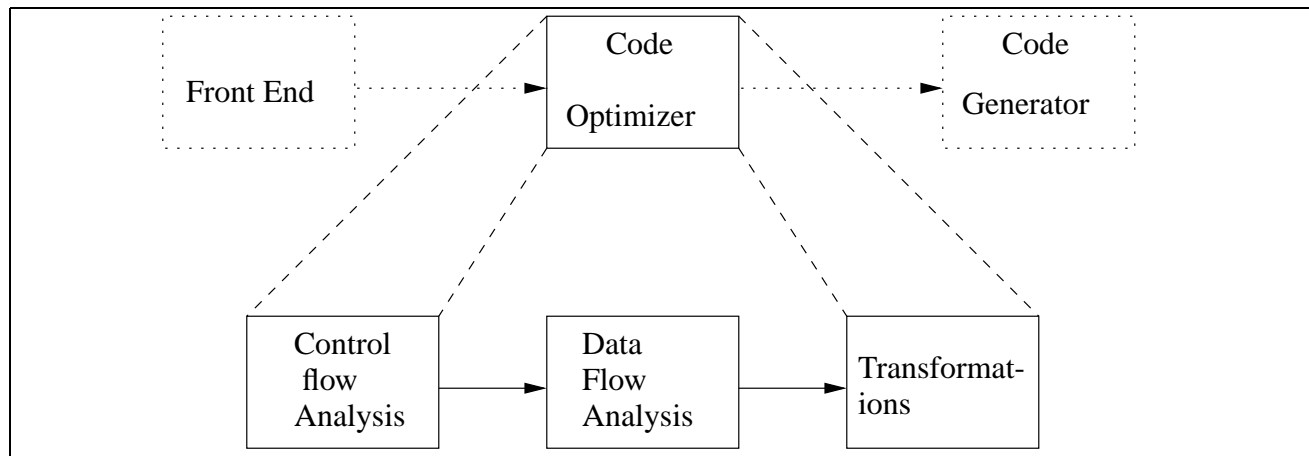 Front End
Code
Optimizer
Code
Generator
Control
flow
Analysis
Data
Flow
Analysis
Transformat-
ions